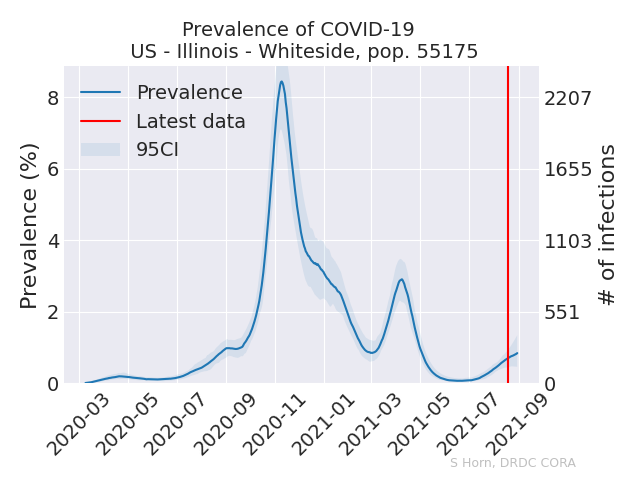 Prevalence of COVID-19
US - Illinois - Whiteside, pop. 55175
Prevalence
Latest data
95CI
Prevalence (%)
8
6
4
2
0
2207
1655
1103
551
0
# of infections
2020-03
2020-05
2020-07
2020-09
2020-11
2021-01
2021-03
2021-05
2021-07
2021-09
S Horn, DRDC CORA